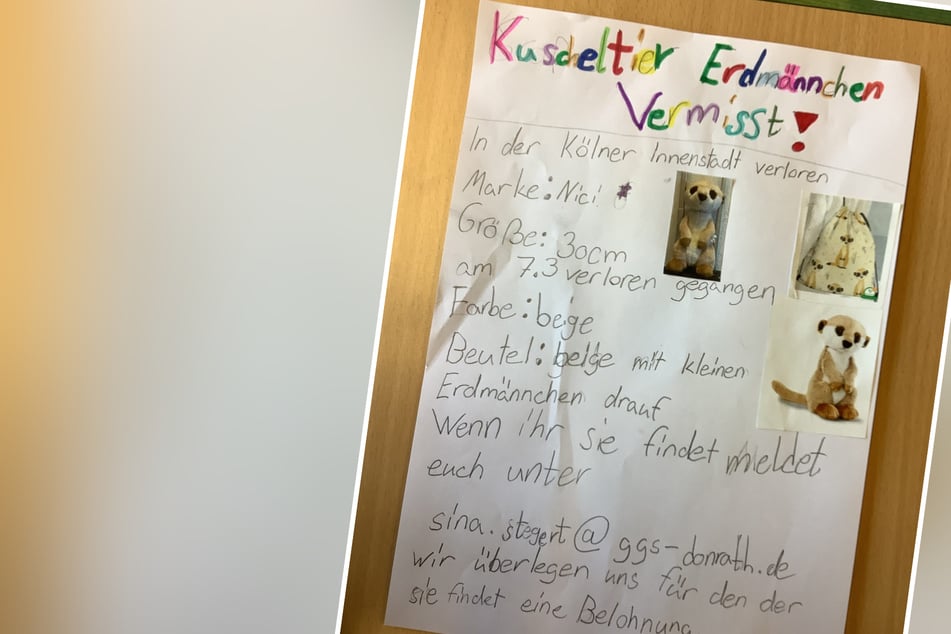 Kuscheltier Erdmännchen
Vermisst!
In der Kölner Innenstadt verloren
Marke: Nici
Größe: 30cm
am 7.3 verloren gegangen
Farbe: beige
Beutel: beige mit kleinen
Erdmännchen drauf
Wenn ihr sie findet meldet
euch unter
sina.stegert@ggs-donrath.de
wir überlegen uns für den der
sie findet eine Belohnung